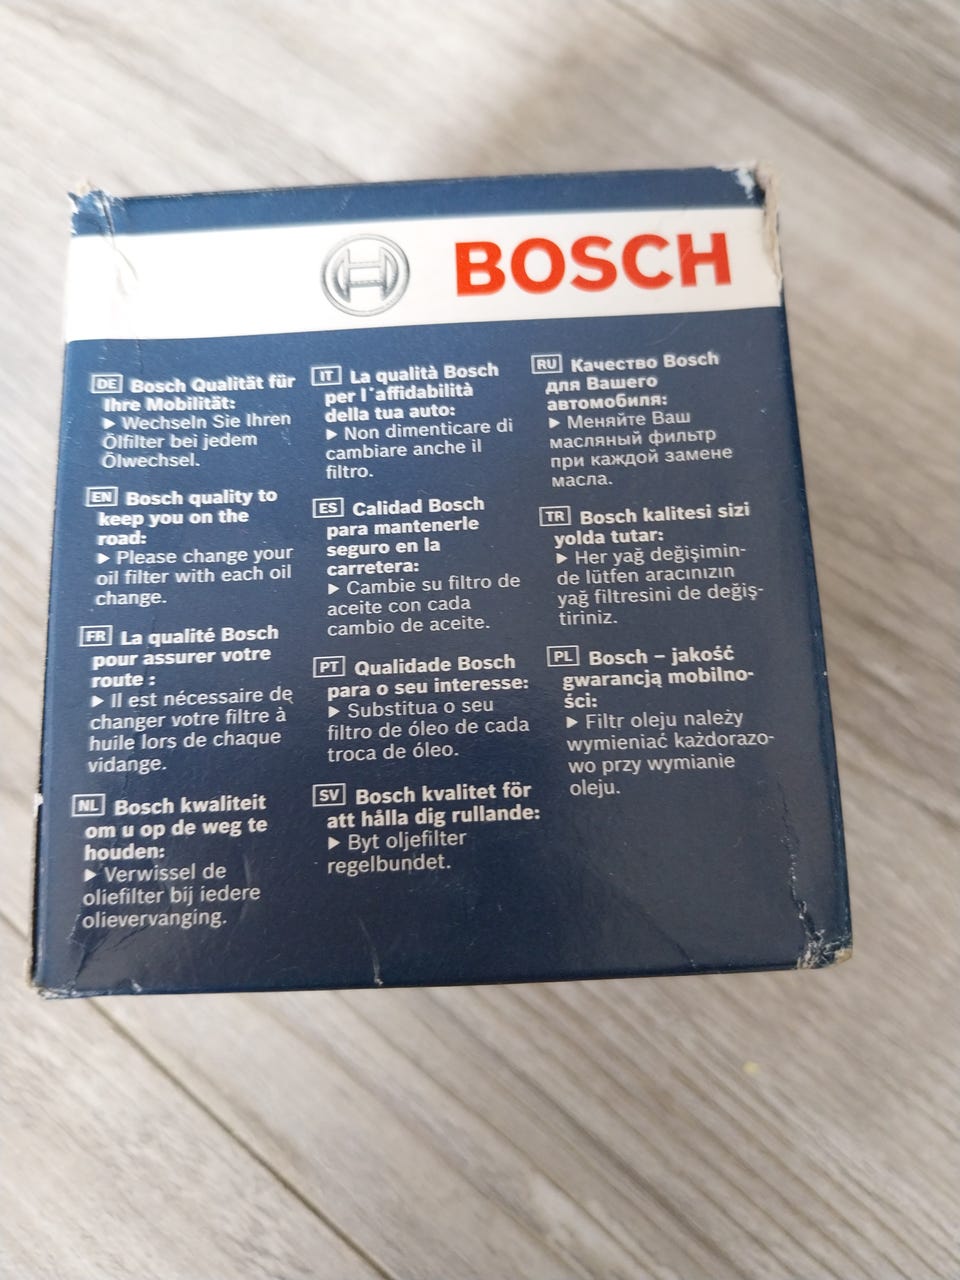 BOSCH
DE Bosch Qualität für
Ihre Mobilität:
▸ Wechseln Sie Ihren
Ölfilter bei jedem
Ölwechsel.
EN Bosch quality to
keep you on the
road:
▸ Please change your
oil filter with each oil
change.
FR La qualité Bosch
pour assurer votre
route :
▸ Il est nécessaire de
changer votre filtre à
huile lors de chaque
vidange.
NL Bosch kwaliteit
om u op de weg te
houden:
▸ Verwissel de
oliefilter bij iedere
olievervanging.
IT La qualità Bosch
per l'affidabilità
della tua auto:
▸ Non dimenticare di
cambiare anche il
filtro.
ES Calidad Bosch
para mantenerle
seguro en la
carretera:
▸ Cambie su filtro de
aceite con cada
cambio de aceite.
PT Qualidade Bosch
para o seu interesse:
▸ Substitua o seu
filtro de óleo de cada
troca de óleo.
SV Bosch kvalitet för
att hålla dig rullande:
▸ Byt oljefilter
regelbundet.
RU Качество Bosch
для Вашего
автомобиля:
▸ Меняйте Ваш
масляный фильтр
при каждой замене
масла.
TR Bosch kalitesi sizi
yolda tutar:
▸ Her yağ değişimin-
de lütfen aracınızın
yağ filtresini de değiş-
tiriniz.
PL Bosch – jakość
gwarancją mobilno-
ści:
▸ Filtr oleju należy
wymieniać każdorazo-
wo przy wymianie
oleju.